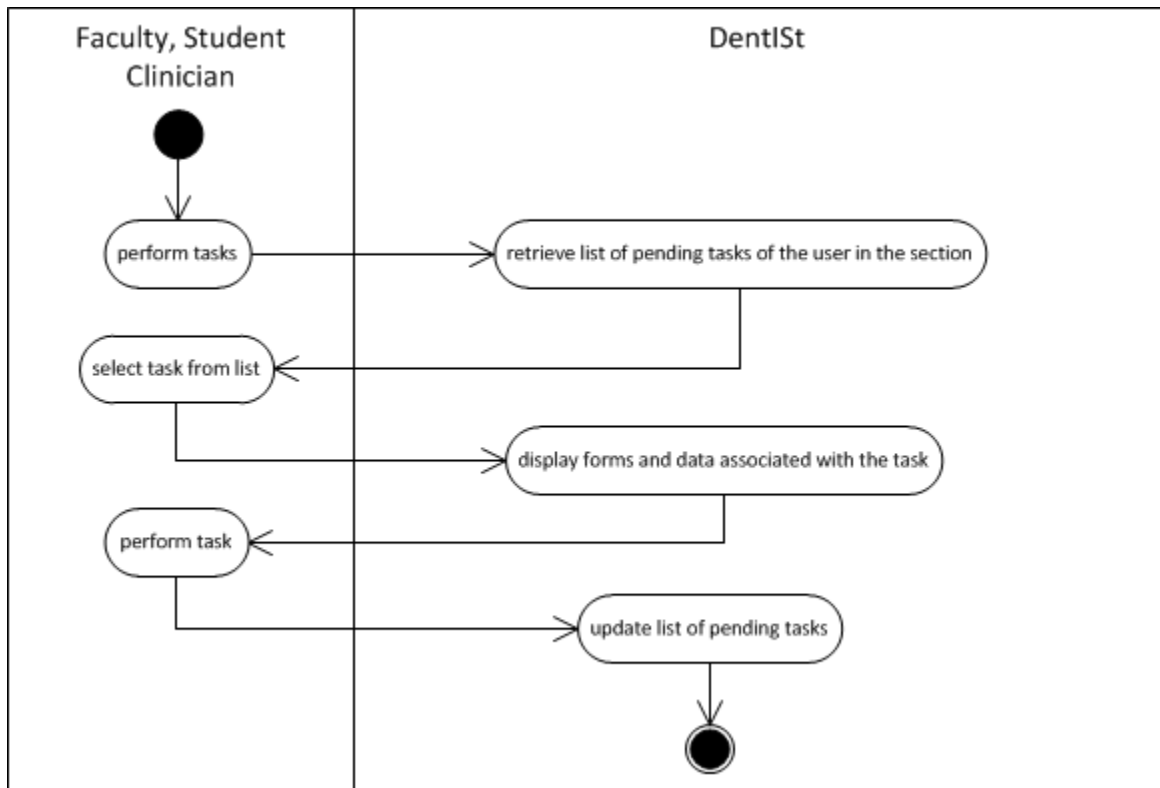 Faculty, Student
Clinician
DentISt
perform tasks
retrieve list of pending tasks of the user in the section
select task from list
display forms and data associated with the task
perform task
update list of pending tasks